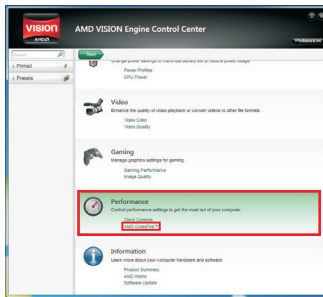 VISION
AMD
AMD VISION Engine Control Center
Preferences
Search
Start
Pinned
Presets
Power Profiles
GPU Power
Video
Enhance the quality of video playback or convert videos to other file formats.
Video Color
Video Quality
Gaming
Manage graphics settings for gaming.
Gaming Performance
Image Quality
Performance
Control performance settings to get the most out of your computer.
Clock Controls
AMD CrossFire™
Information
Learn more about your computer hardware and software.
Product Summary
AMD Home
Software Update